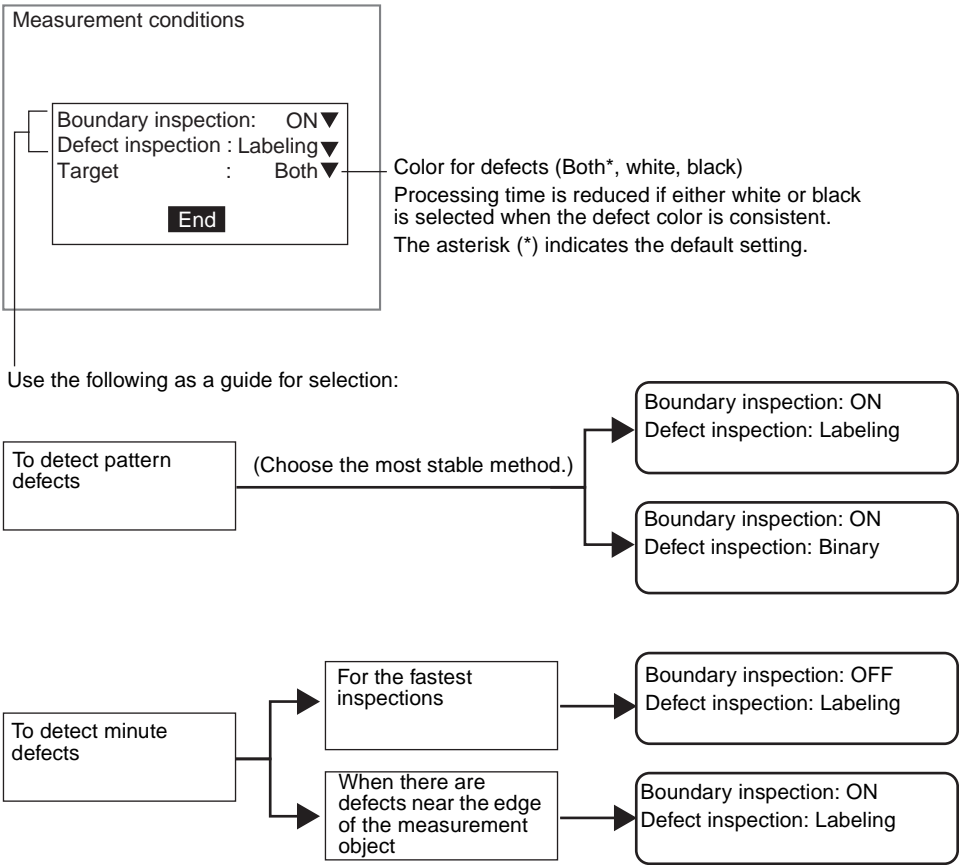 Measurement conditions
Boundary inspection: ON▼
Defect inspection : Labeling▼
Target : Both▼
End
Color for defects (Both*, white, black)
Processing time is reduced if either white or black
is selected when the defect color is consistent.
The asterisk (*) indicates the default setting.
Use the following as a guide for selection:
To detect pattern
defects
(Choose the most stable method.)
Boundary inspection: ON
Defect inspection: Labeling
Boundary inspection: ON
Defect inspection: Binary
To detect minute
defects
For the fastest
inspections
Boundary inspection: OFF
Defect inspection: Labeling
When there are
defects near the edge
of the measurement
object
Boundary inspection: ON
Defect inspection: Labeling